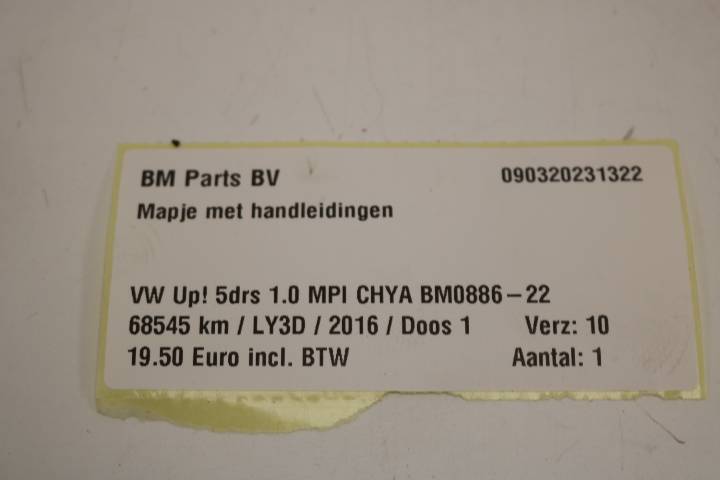 BM Parts BV 090320231322
Mapje met handleidingen
VW Up! 5drs 1.0 MPI CHYA BM0886-22
68545 km / LY3D / 2016 / Doos 1 Verz: 10
19.50 Euro incl. BTW Aantal: 1